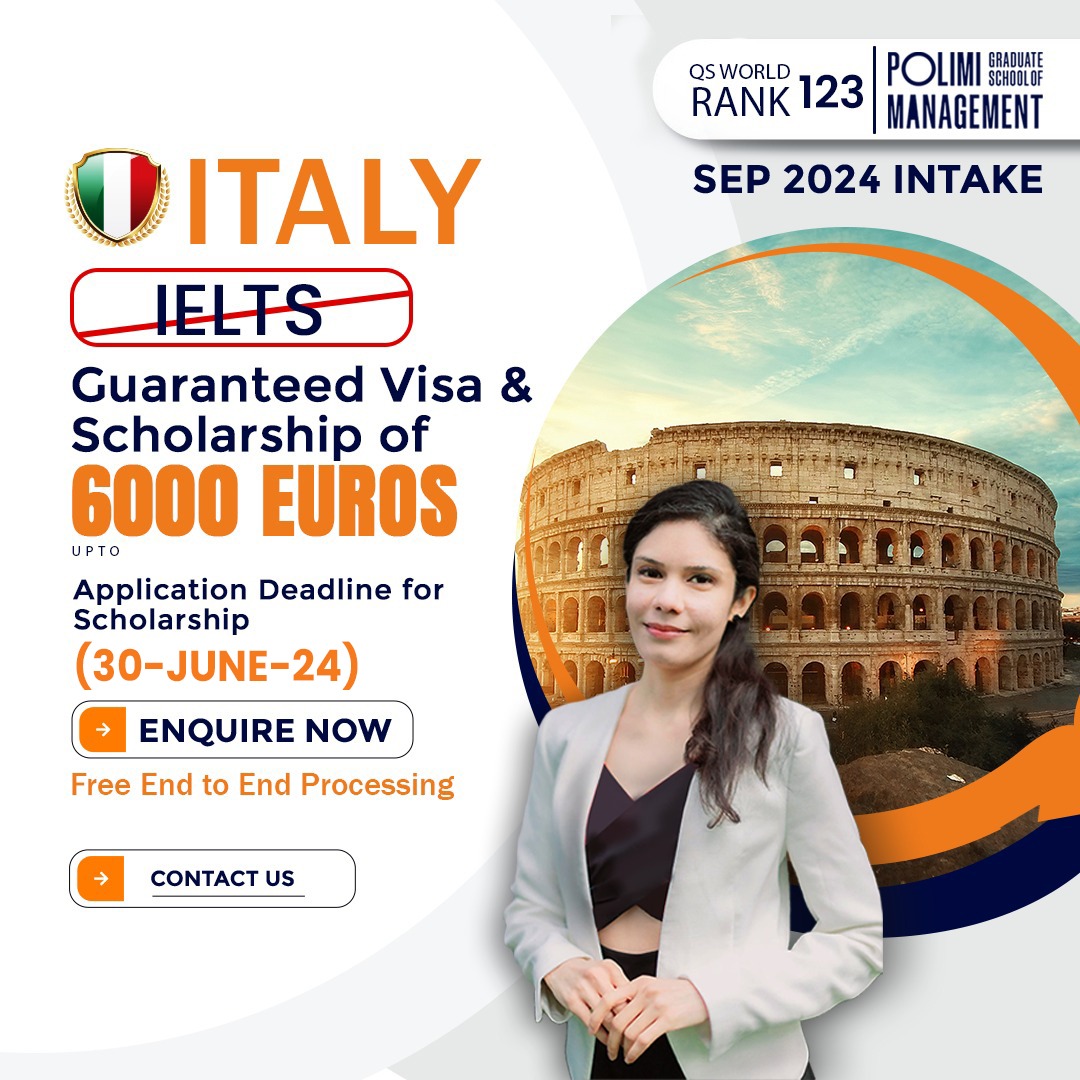 QS WORLD
RANK 123
POLIMI GRADUATE SCHOOL OF
MANAGEMENT
SEP 2024 INTAKE
ITALY
IELTS
Guaranteed Visa &
Scholarship of
6000 EUROS
UPTO
Application Deadline for
Scholarship
(30-JUNE-24)
ENQUIRE NOW
Free End to End Processing
CONTACT US